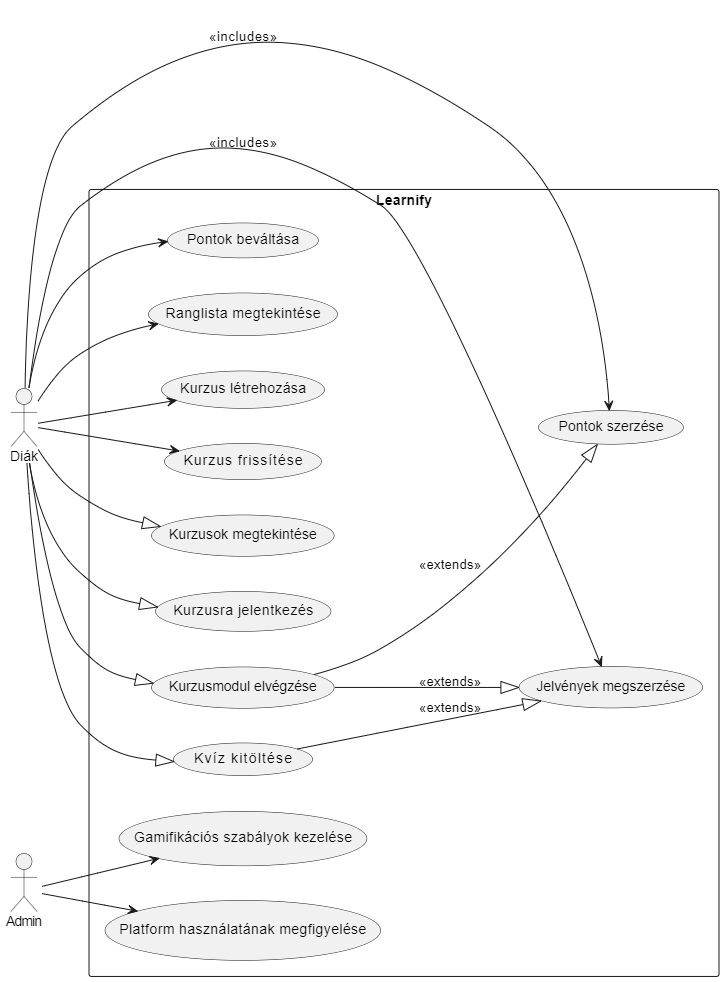 «includes»
«includes»
Learnify
Pontok beváltása
Ranglista megtekintése
Kurzus létrehozása
Pontok szerzése
Diák
Kurzus frissítése
Kurzusok megtekintése
«extends»
Kurzusra jelentkezés
Kurzusmodul elvégzése
«extends»
Jelvények megszerzése
«extends»
Kvíz kitöltése
Gamifikációs szabályok kezelése
Admin
Platform használatának megfigyelése